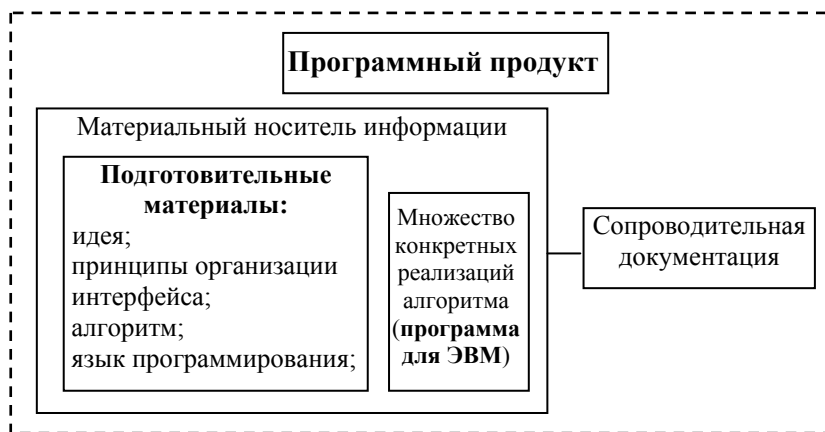 Программный продукт
Материальный носитель информации
Подготовительные
материалы:
идея;
принципы организации
интерфейса;
алгоритм;
язык программирования;
Множество
конкретных
реализаций
алгоритма
(программа
для ЭВМ)
Сопроводительная
документация